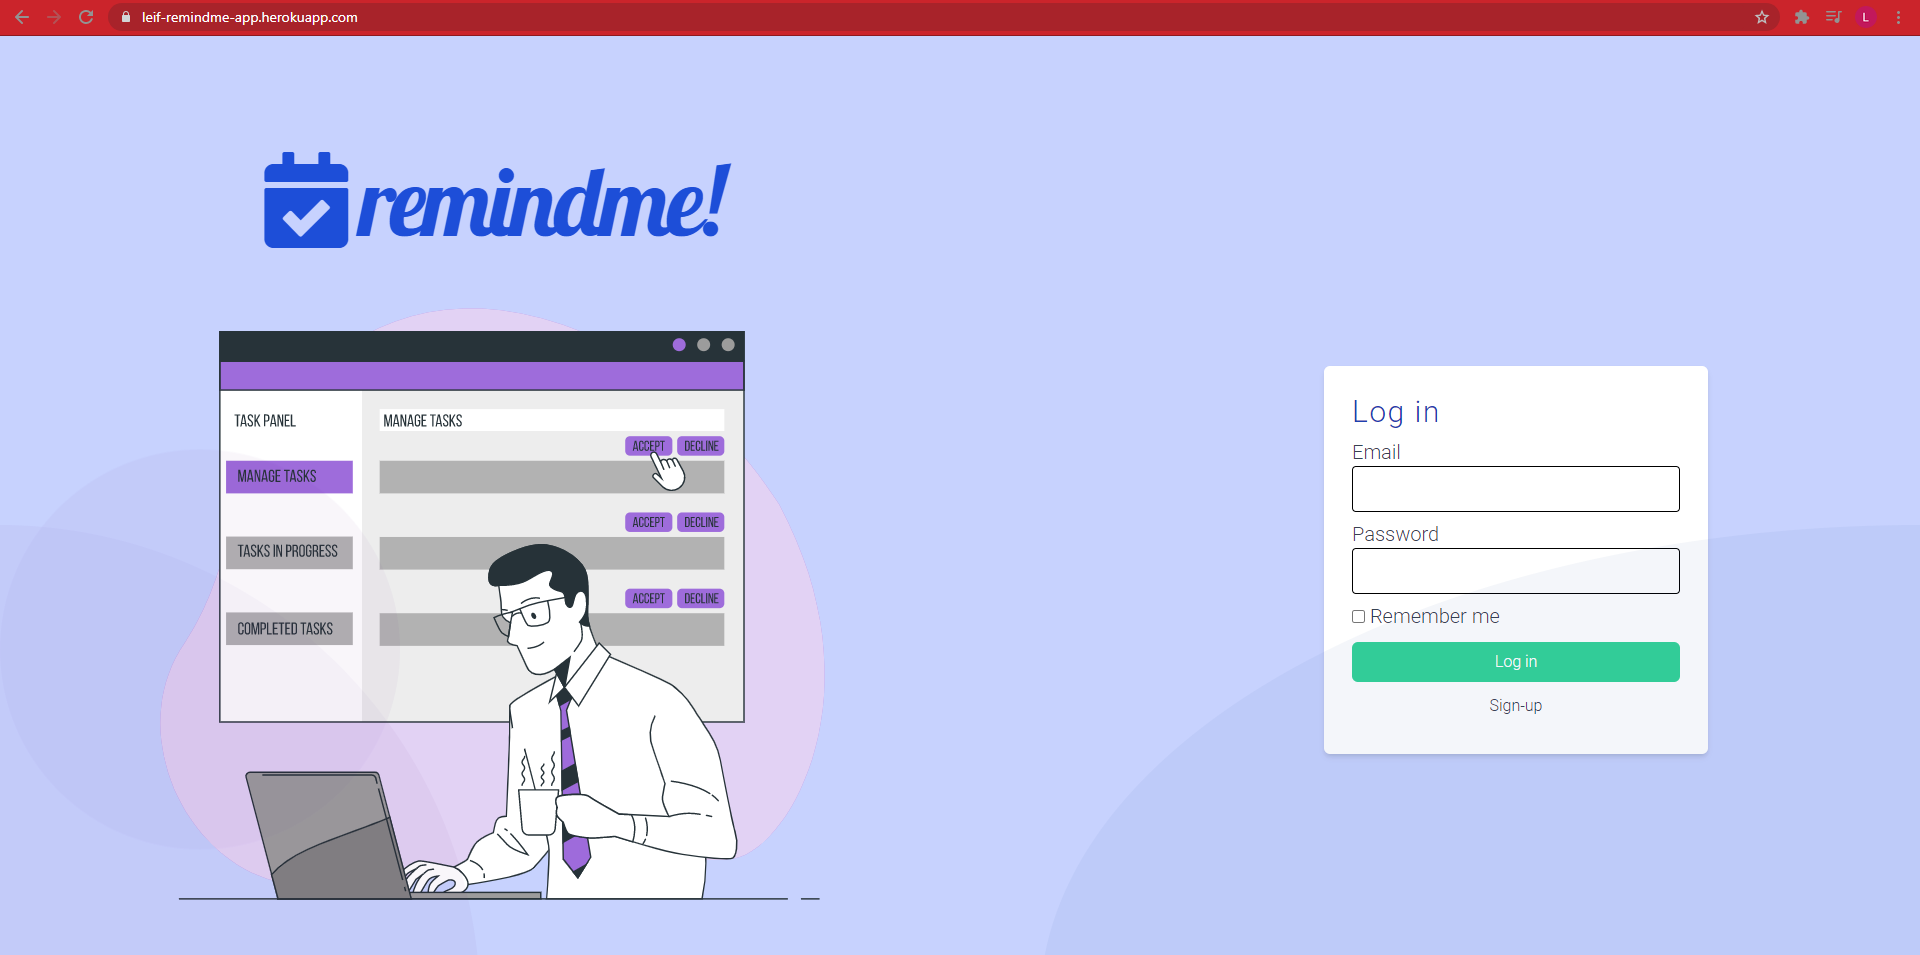 leif-remindme-app.herokuapp.com
L
remindme!
TASK PANEL
MANAGE TASKS
TASKS IN PROGRESS
COMPLETED TASKS
MANAGE TASKS
ACCEPT DECLINE
ACCEPT DECLINE
ACCEPT DECLINE
Log in
Email
Password
Remember me
Log in
Sign-up